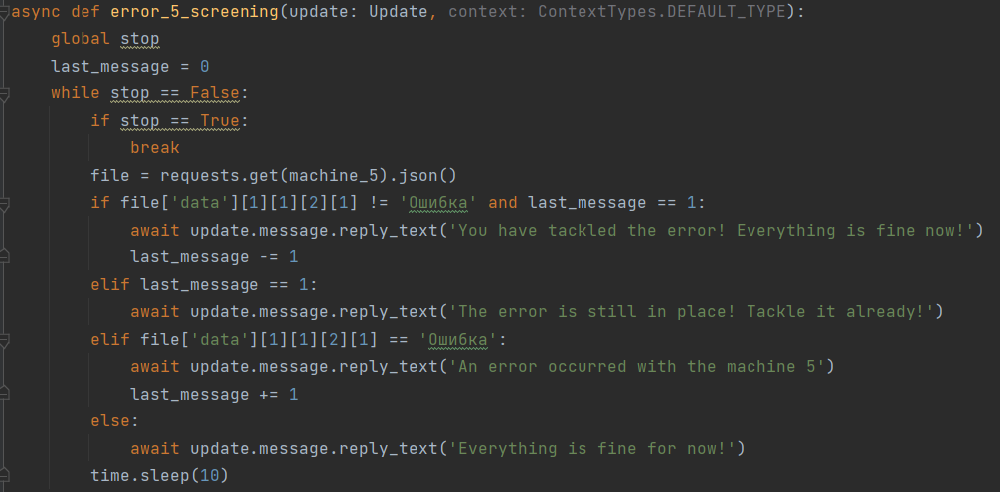 async def error_5_screening(update: Update, context: ContextTypes.DEFAULT_TYPE):
    global stop
    last_message = 0
    while stop == False:
        if stop == True:
            break
        file = requests.get(machine_5).json()
        if file['data'][1][1][2][1] != 'Ошибка' and last_message == 1:
            await update.message.reply_text('You have tackled the error! Everything is fine now!')
            last_message -= 1
        elif last_message == 1:
            await update.message.reply_text('The error is still in place! Tackle it already!')
        elif file['data'][1][1][2][1] == 'Ошибка':
            await update.message.reply_text('An error occurred with the machine 5')
            last_message += 1
        else:
            await update.message.reply_text('Everything is fine for now!')
        time.sleep(10)